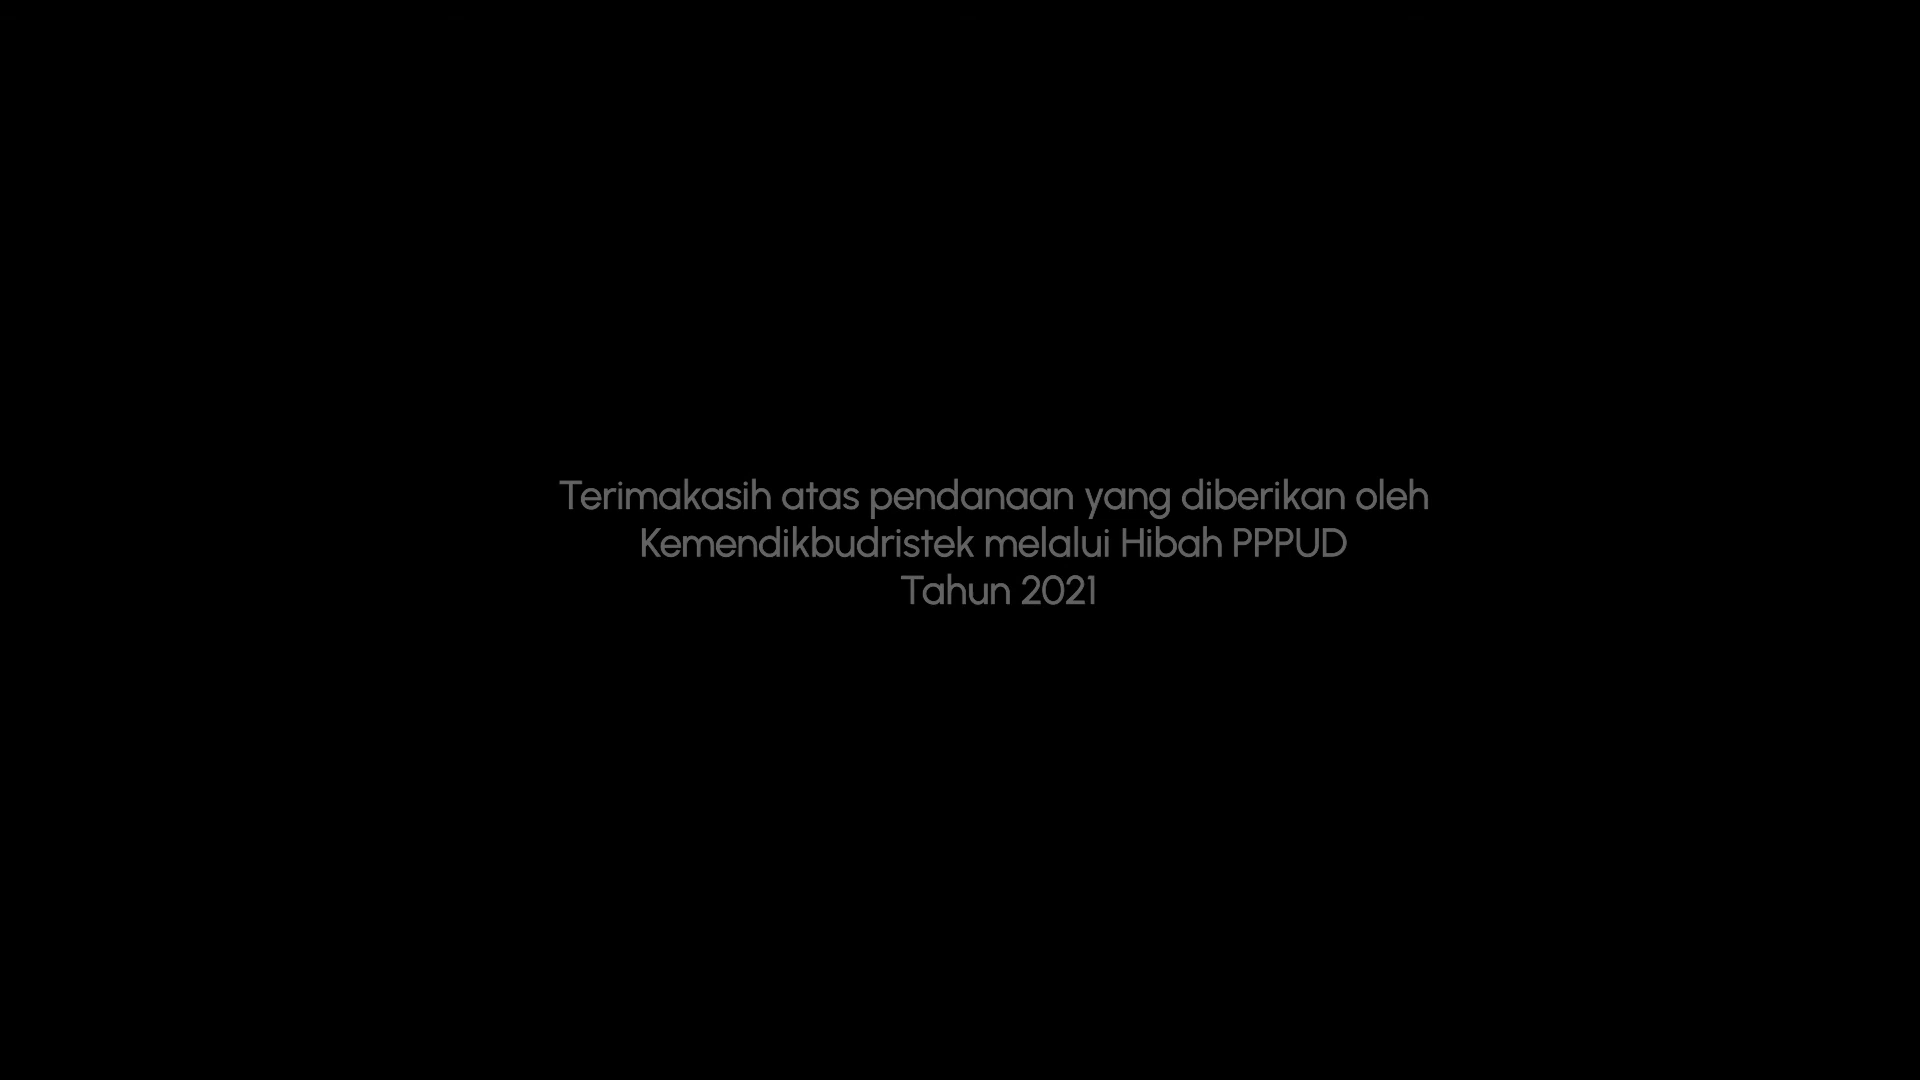 Terimakasih atas pendanaan yang diberikan oleh
Kemendikbudristek melalui Hibah PPPUD
Tahun 2021